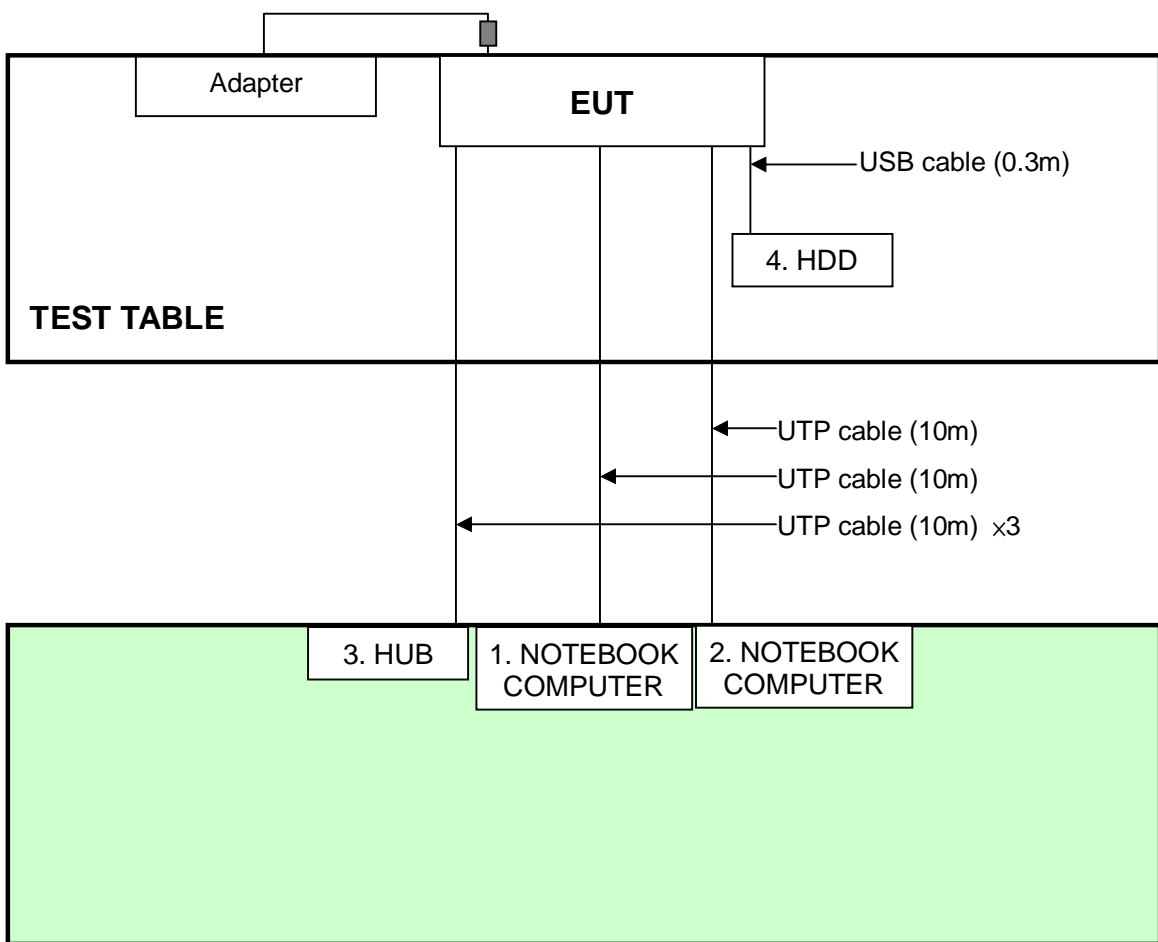 Adapter
EUT
USB cable (0.3m)
4. HDD
TEST TABLE
UTP cable (10m)
UTP cable (10m)
UTP cable (10m) ×3
3. HUB
1. NOTEBOOK
COMPUTER
2. NOTEBOOK
COMPUTER